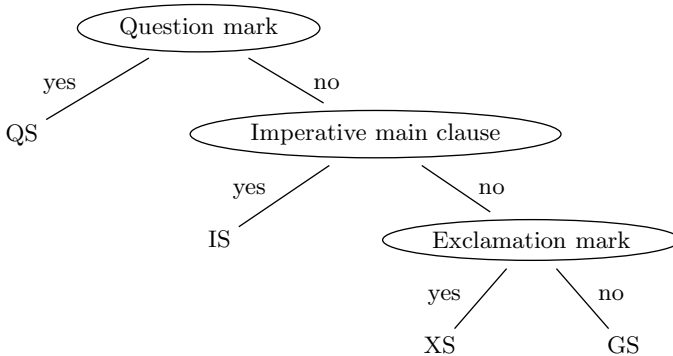 Question mark
yes
no
QS
Imperative main clause
yes
no
IS
Exclamation mark
yes
no
XS
GS